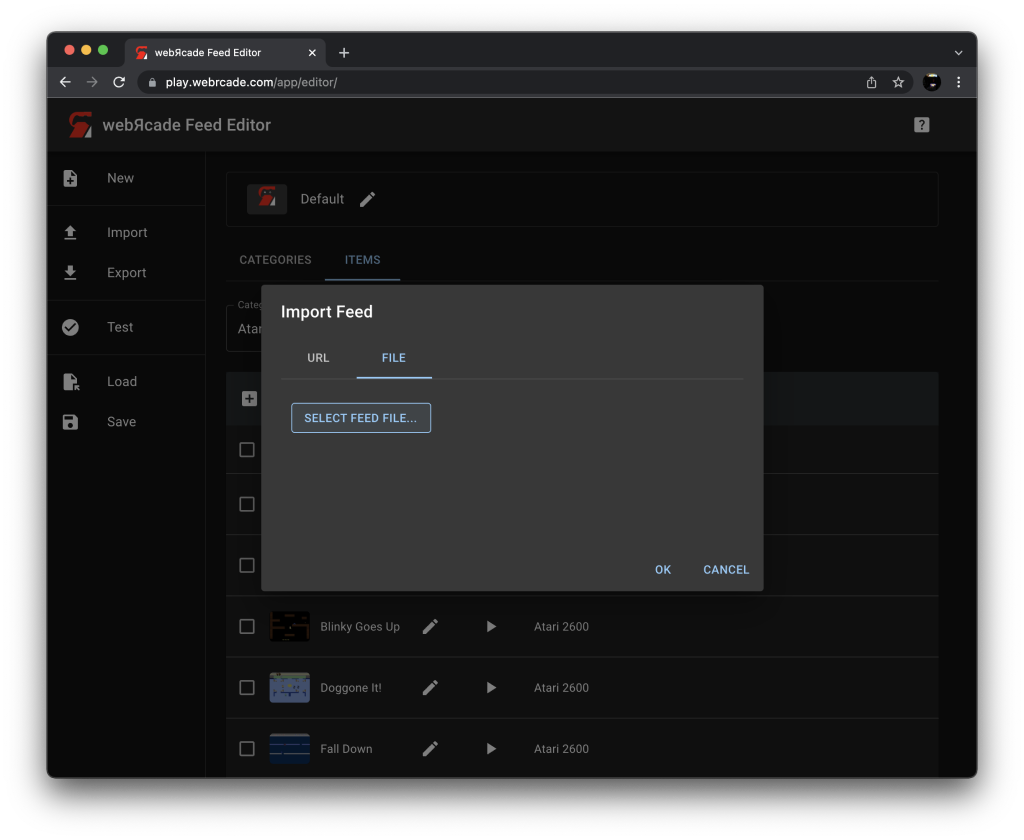 webЯcade Feed Editor
play.webrcade.com/app/editor/
webЯcade Feed Editor
?
New
Import
Export
Test
Load
Save
Default
CATEGORIES ITEMS
Categ
Atar
Import Feed
URL FILE
SELECT FEED FILE...
OK CANCEL
Blinky Goes Up Atari 2600
Doggone It! Atari 2600
Fall Down Atari 2600